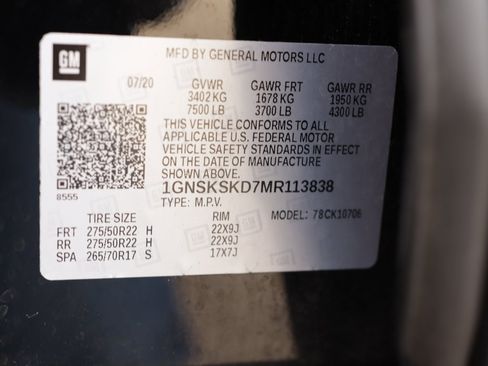 GM
MFD BY GENERAL MOTORS LLC
07/20 GVWR GAWR FRT GAWR RR
3402 KG 1678 KG 1950 KG
7500 LB 3700 LB 4300 LB
THIS VEHICLE CONFORMS TO ALL
APPLICABLE U.S. FEDERAL MOTOR
VEHICLE SAFETY STANDARDS IN EFFECT
ON THE DATE OF MANUFACTURE
SHOWN ABOVE.
8555 1GNSKSKD7MR113838
TYPE: M.P.V. MODEL: 78CK10706
TIRE SIZE RIM
FRT 275/50R22 H 22X9J
RR 275/50R22 H 22X9J
SPA 265/70R17 S 17X7J